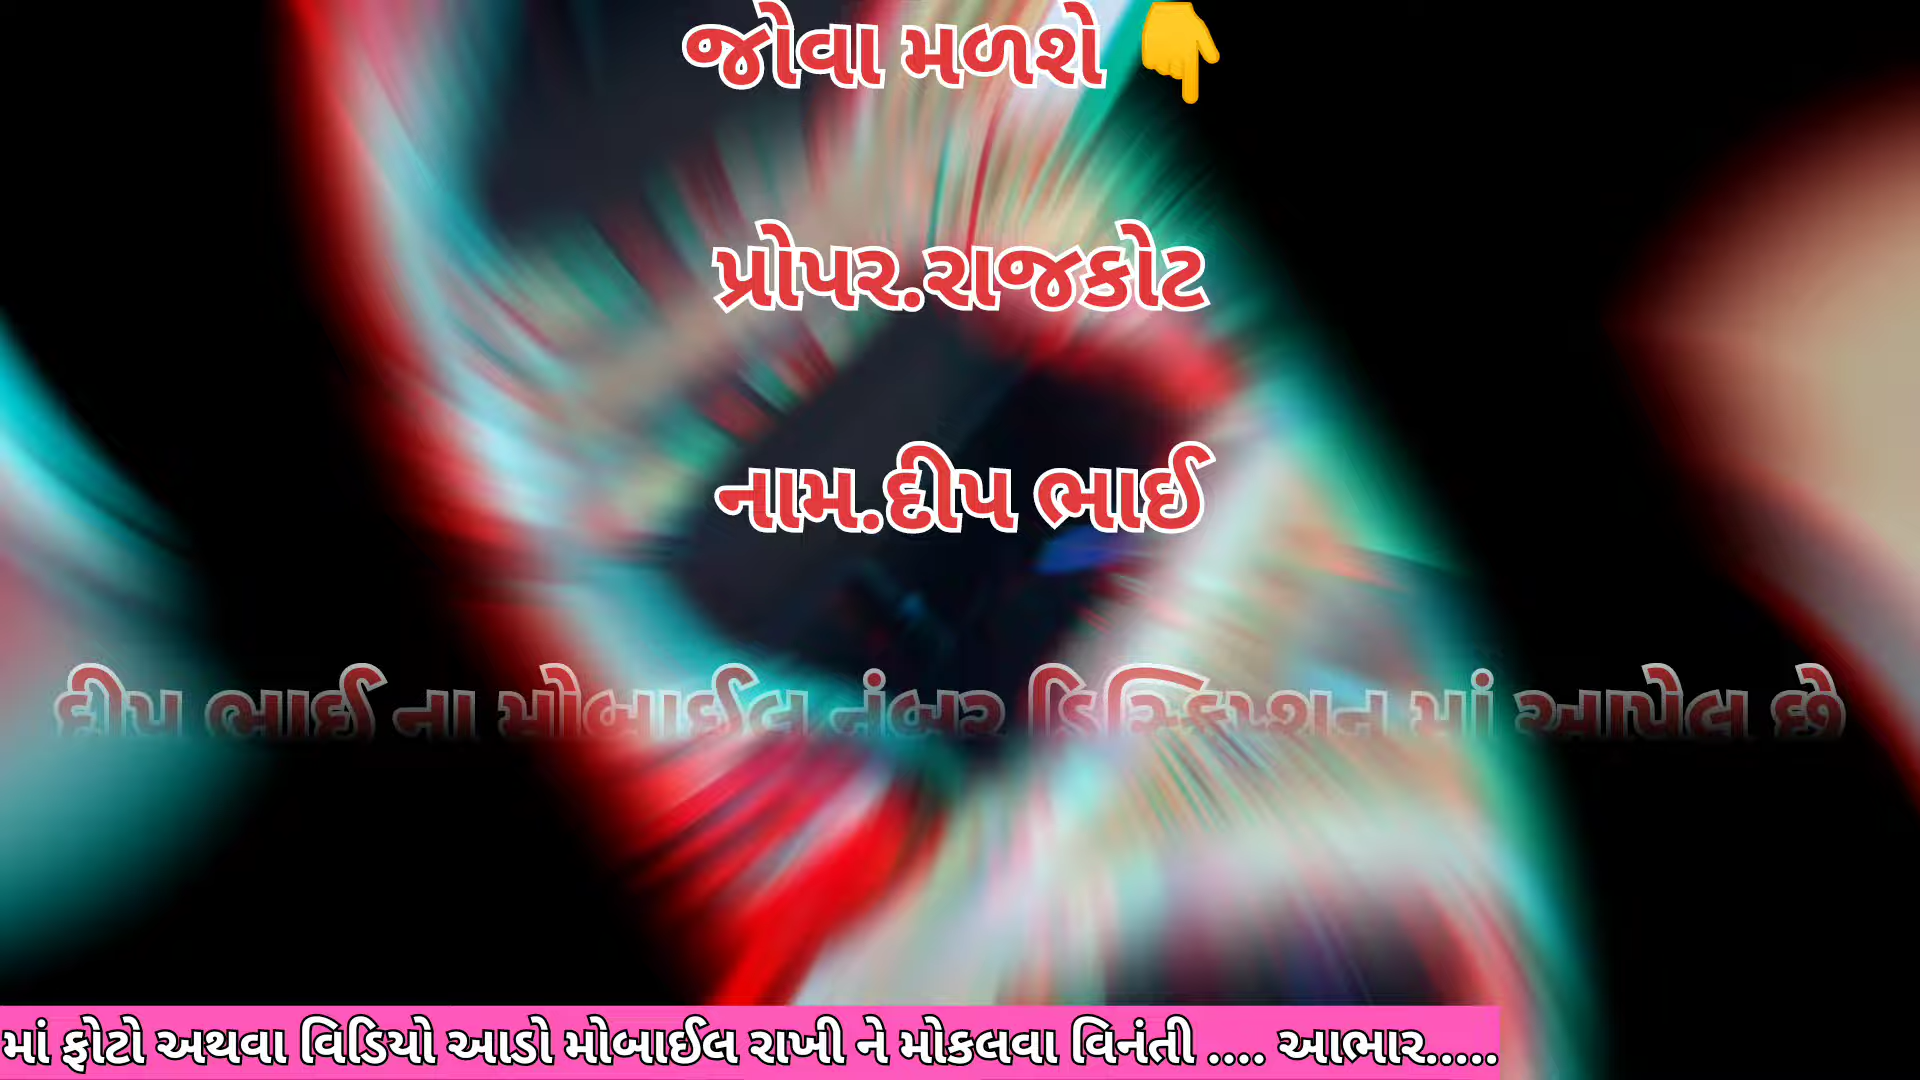 જોવા મળશે 👇
પ્રોપર.રાજકોટ
નામ.દીપ ભાઈ
દીપ ભાઈ ના મોબાઈલ નંબર ડિસ્ક્રિપ્શન માં આપેલ છે
માં ફોટો અથવા વિડિયો આડો મોબાઈલ રાખી ને મોકલવા વિનંતી .... આભાર.....